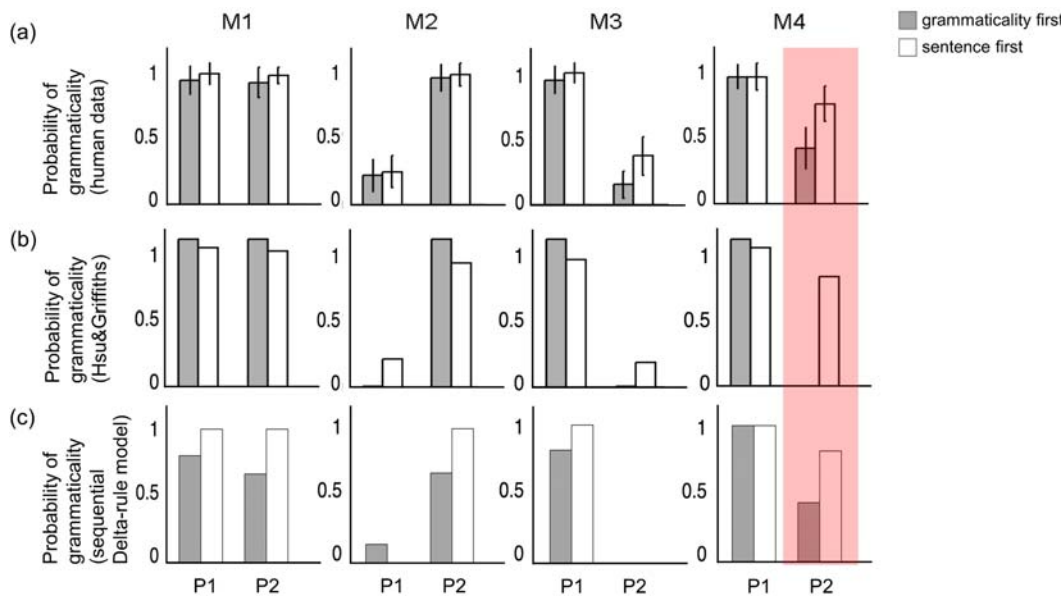 M1 M2 M3 M4
grammaticality first
sentence first
(a)
Probability of
grammaticality
(human data)
1
0.5
0
1
0.5
0
1
0.5
0
1
0.5
0
(b)
Probability of
grammaticality
(Hsu&Griffiths)
1
0.5
0
1
0.5
0
1
0.5
0
1
0.5
0
(c)
Probability of
grammaticality
(sequential
Delta-rule model)
1
0.5
0
1
0.5
0
1
0.5
0
1
0.5
0
P1 P2 P1 P2 P1 P2 P1 P2